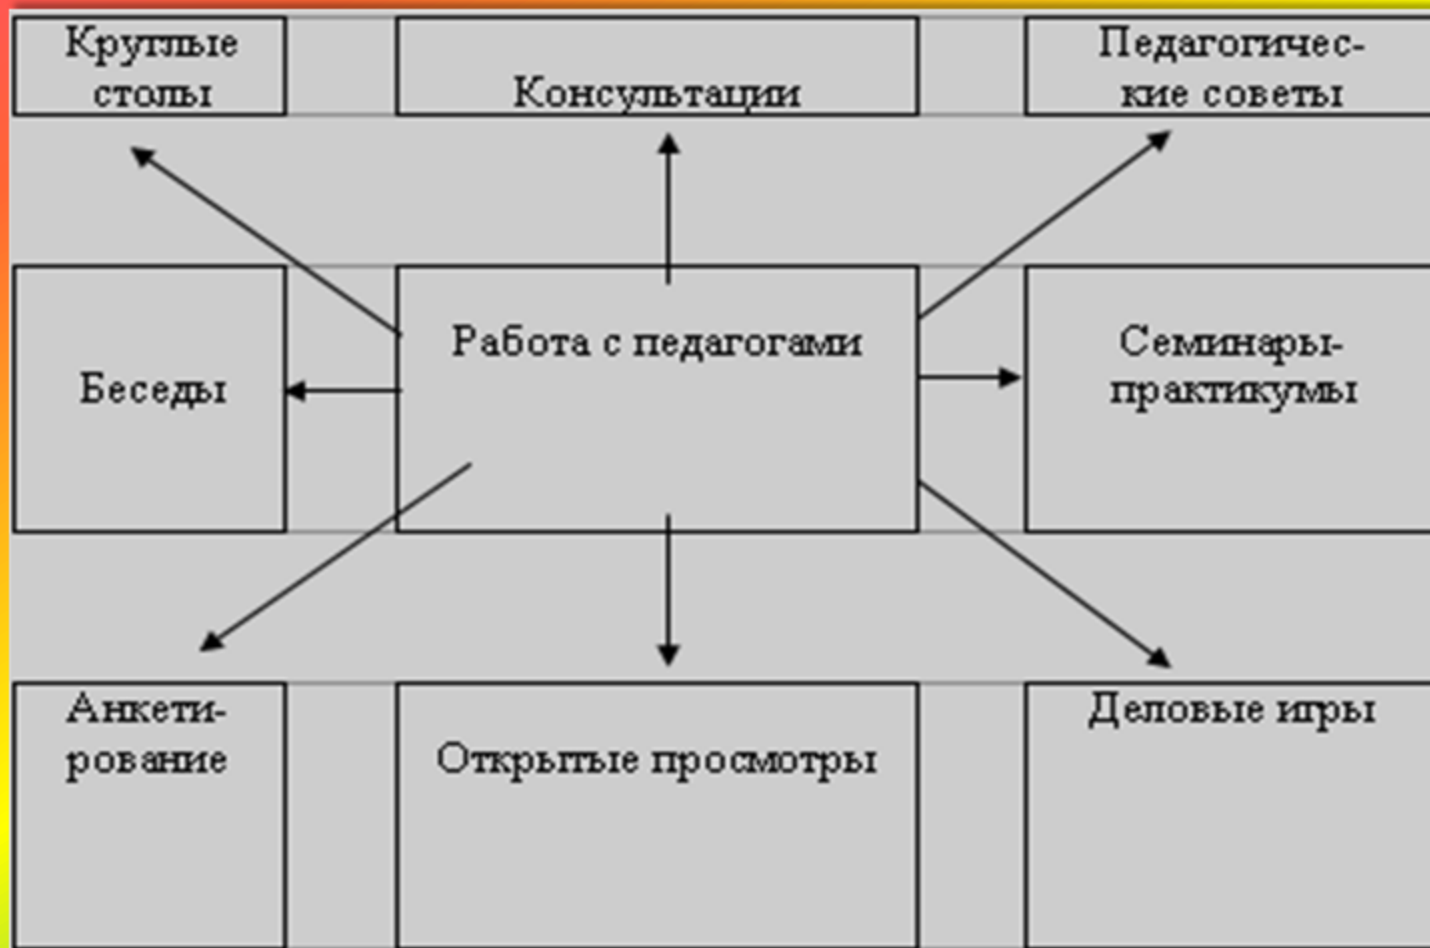 Круглые
столы
Консультации
Педагогичес-
кие советы
Беседы
Работа с педагогами
Семинары-
практикумы
Анкети-
рование
Открытые просмотры
Деловые игры